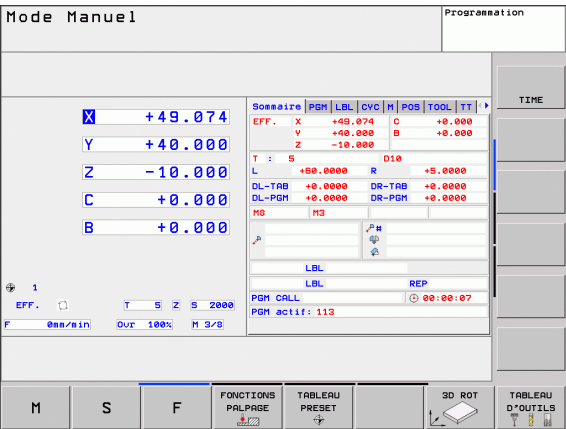 Mode Manuel
Programmation
TIME
X +49.074
Y +40.000
Z -10.000
C +0.000
B +0.000
1
EFF. T 5 Z S 2000
F 0mm/min Ovr 100% M 3/8
Sommaire PGM LBL CYC M POS TOOL TT
EFF. X +49.074 C +0.000
Y +40.000 B +0.000
Z -10.000
T : 5 D10
L +60.0000 R +5.0000
DL-TAB +0.0000 DR-TAB +0.0000
DL-PGM +0.0000 DR-PGM +0.0000
M8 M3
#
LBL
LBL REP
PGM CALL 00:00:07
PGM actif: 113
M
S
F
FONCTIONS
PALPAGE
TABLEAU
PRESET
3D ROT
TABLEAU
D'OUTILS